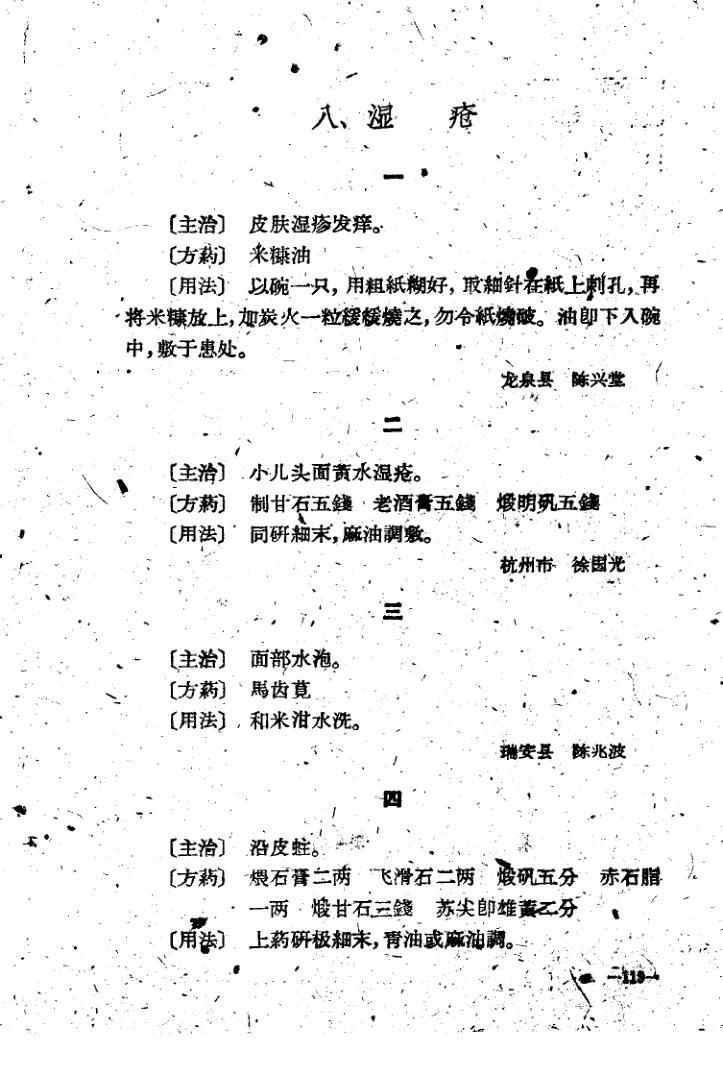 八、湿　疮
一
〔主治〕　皮肤湿疹发痒。
〔方葯〕　米糠油
〔用法〕　以碗一只，用粗紙糊好，取細針在紙上刺孔，再
将米糠放上，加炭火一粒緩緩燒之，勿令紙燒破。油卽下入碗
中，敷于患处。
龙泉县　陈兴堂
二
〔主治〕　小儿头面黄水湿疮。
〔方葯〕　制甘石五錢　老酒膏五錢　煅明矾五錢
〔用法〕　同研細末，麻油調敷。
杭州市　徐国光
三
〔主治〕　面部水泡。
〔方葯〕　馬齿莧
〔用法〕　和米泔水洗。
瑞安县　陈兆波
四
〔主治〕　沿皮蛀。
〔方葯〕　煨石膏二两　飞滑石二两　煅矾五分　赤石脂
一两　煅甘石三錢　苏尖卽雄黃乙分
〔用法〕　上葯研极細末，青油或麻油調。
—119—